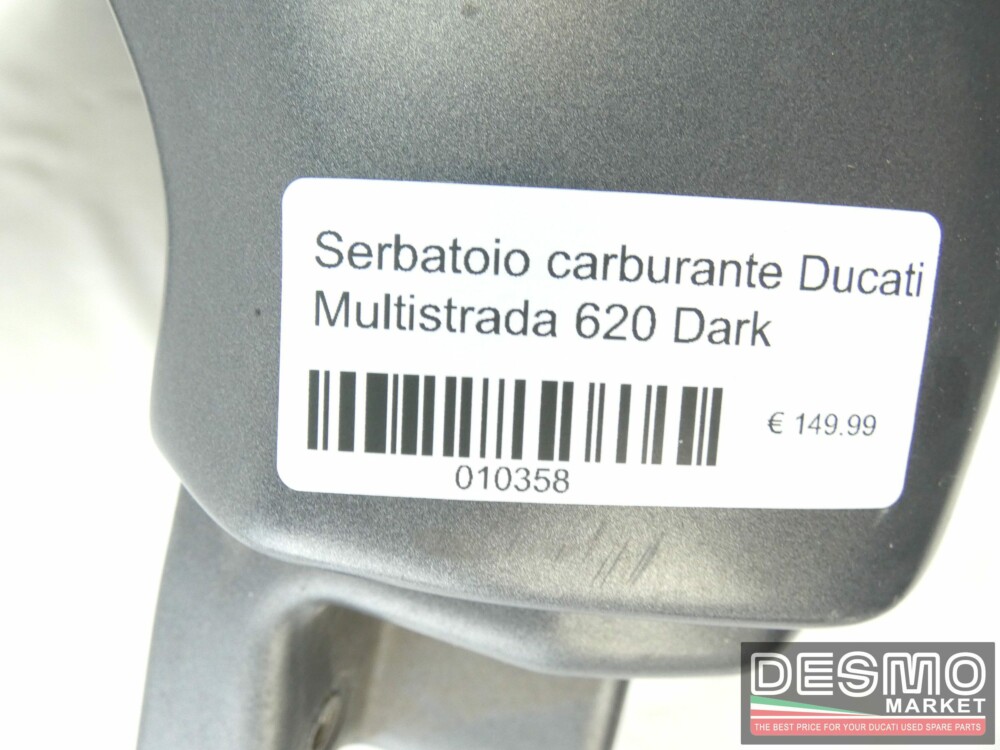 Serbatoio carburante Ducati
Multistrada 620 Dark
€ 149.99
010358
DESMO
MARKET
THE BEST PRICE FOR YOUR DUCATI USED SPARE PARTS